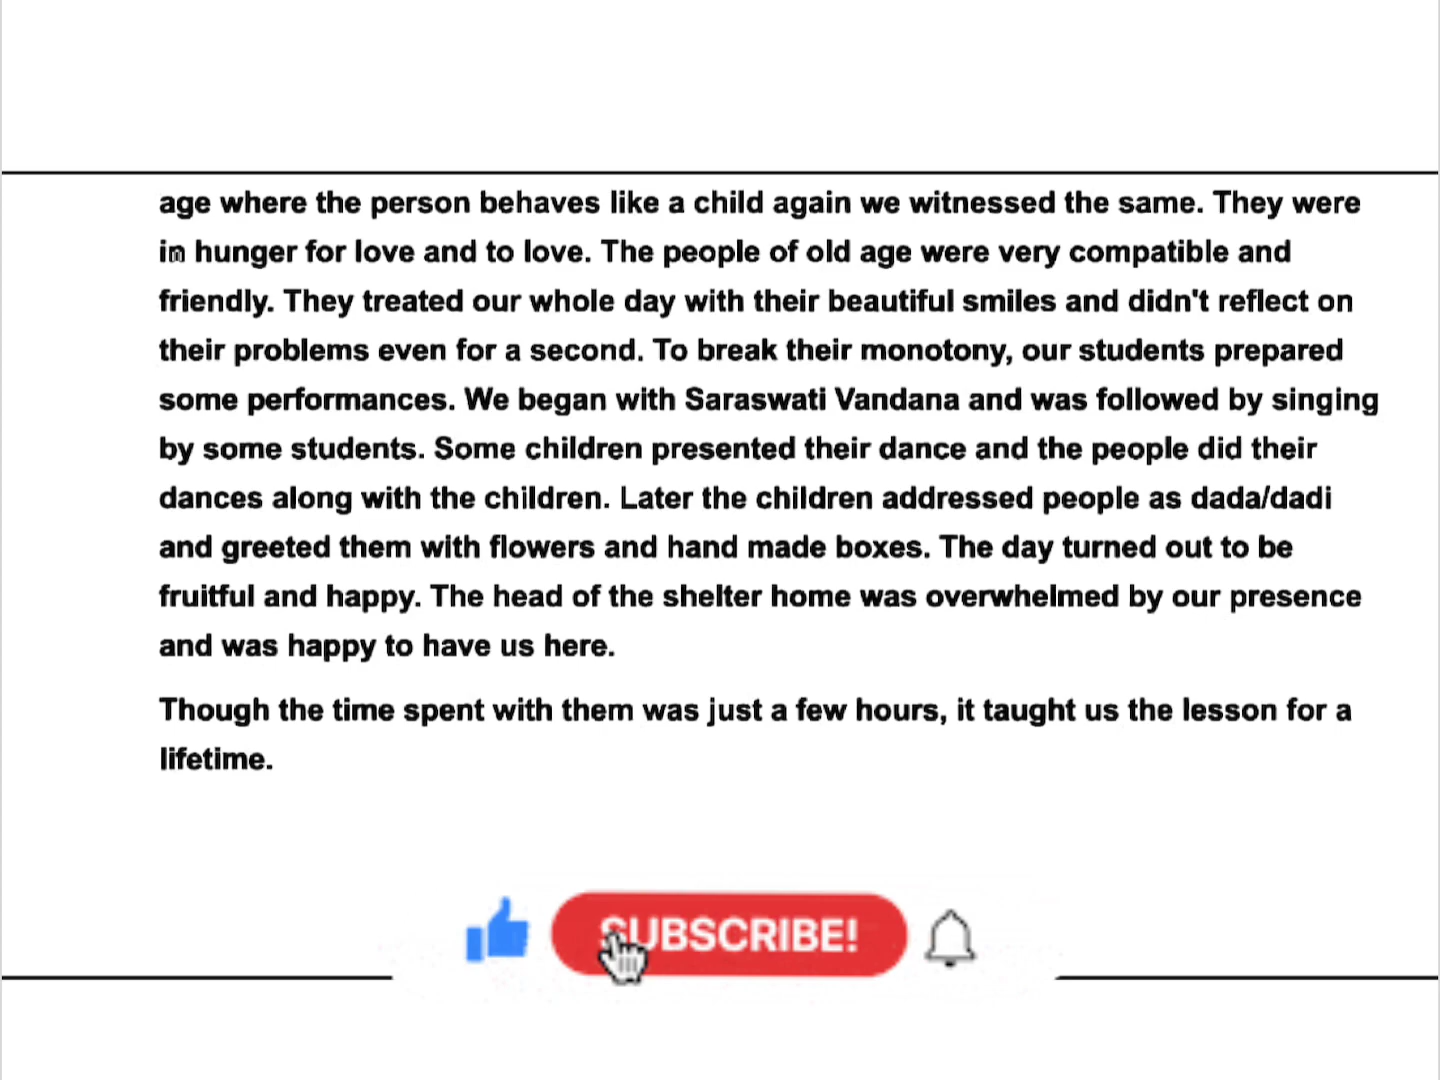 age where the person behaves like a child again we witnessed the same. They were
in hunger for love and to love. The people of old age were very compatible and
friendly. They treated our whole day with their beautiful smiles and didn't reflect on
their problems even for a second. To break their monotony, our students prepared
some performances. We began with Saraswati Vandana and was followed by singing
by some students. Some children presented their dance and the people did their
dances along with the children. Later the children addressed people as dada/dadi
and greeted them with flowers and hand made boxes. The day turned out to be
fruitful and happy. The head of the shelter home was overwhelmed by our presence
and was happy to have us here.
Though the time spent with them was just a few hours, it taught us the lesson for a
lifetime.
SUBSCRIBE!